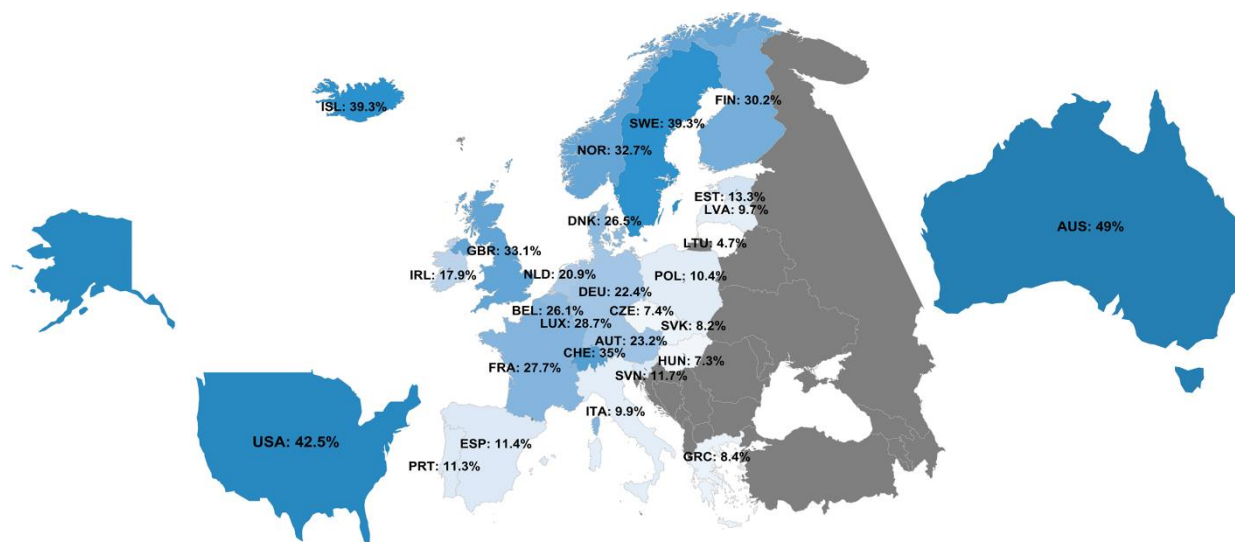 ISL: 39.3%
FIN: 30.2%
SWE: 39.3%
NOR: 32.7%
EST: 13.3%
LVA: 9.7%
DNK: 26.5%
AUS: 49%
LTU: 4.7%
GBR: 33.1%
IRL: 17.9%
NLD: 20.9%
POL: 10.4%
DEU: 22.4%
BEL: 26.1%
CZE: 7.4%
LUX: 28.7%
SVK: 8.2%
AUT: 23.2%
CHE: 35%
HUN: 7.3%
FRA: 27.7%
SVN: 11.7%
ITA: 9.9%
USA: 42.5%
ESP: 11.4%
GRC: 8.4%
PRT: 11.3%